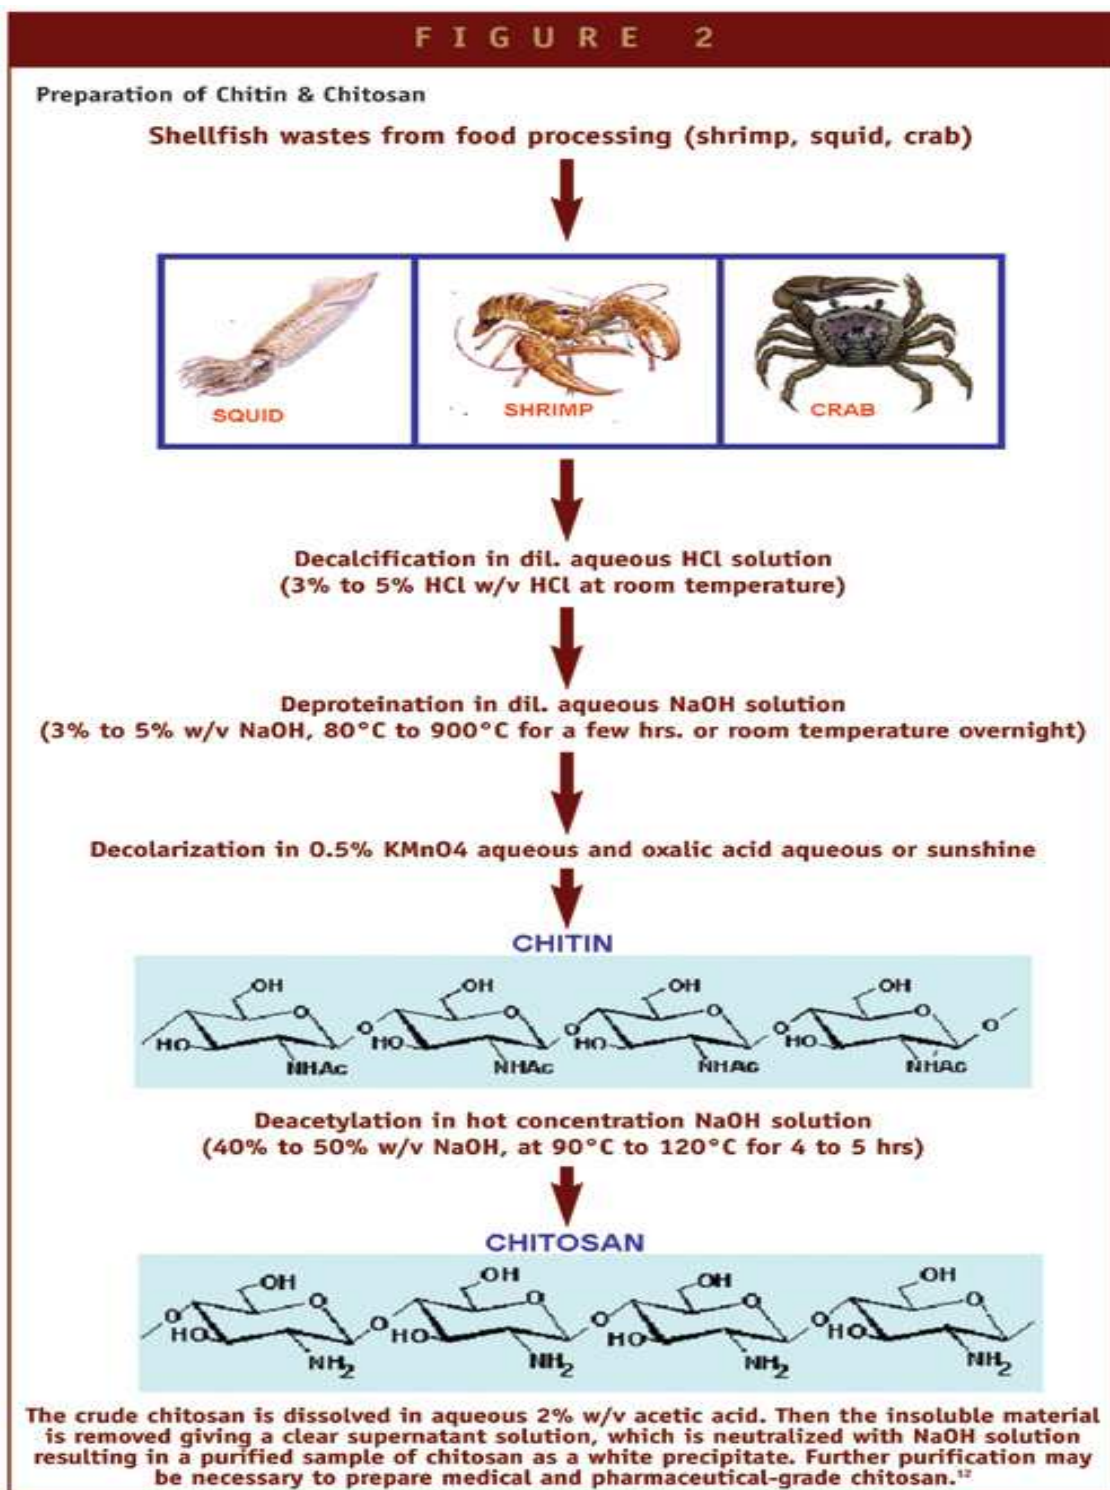 FIGURE 2
Preparation of Chitin & Chitosan
Shellfish wastes from food processing (shrimp, squid, crab)
SQUID
SHRIMP
CRAB
Decalcification in dil. aqueous HCl solution
(3% to 5% HCl w/v HCl at room temperature)
Deproteination in dil. aqueous NaOH solution
(3% to 5% w/v NaOH, 80°C to 900°C for a few hrs. or room temperature overnight)
Decolarization in 0.5% KMnO4 aqueous and oxalic acid aqueous or sunshine
CHITIN
OH OH OH OH
O O O O
O O O O
HO HO HO HO
NHAc NHAc NHAc NHAc
Deacetylation in hot concentration NaOH solution
(40% to 50% w/v NaOH, at 90°C to 120°C for 4 to 5 hrs)
CHITOSAN
OH OH OH OH
O O O O
O O O O
HO HO HO HO
NH2 NH2 NH2 NH2
The crude chitosan is dissolved in aqueous 2% w/v acetic acid. Then the insoluble material
is removed giving a clear supernatant solution, which is neutralized with NaOH solution
resulting in a purified sample of chitosan as a white precipitate. Further purification may
be necessary to prepare medical and pharmaceutical-grade chitosan.¹²